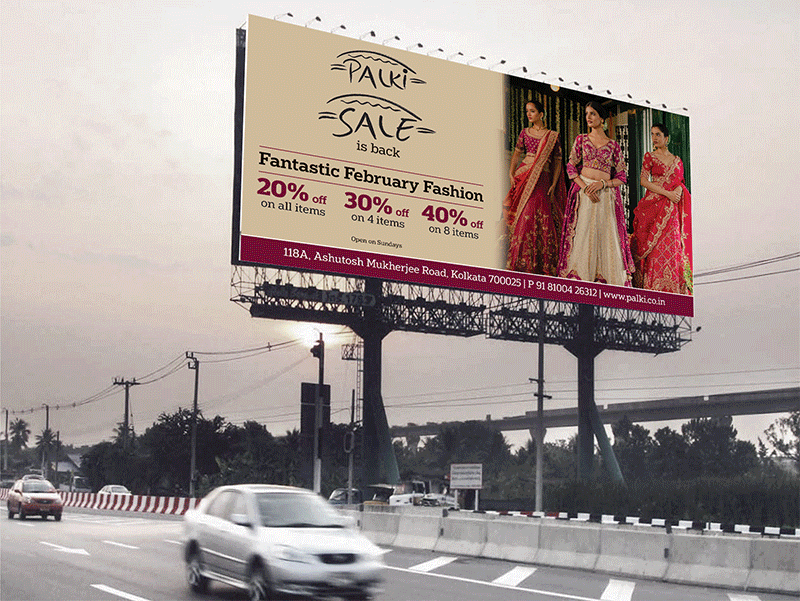 PALKi
SALE
is back
Fantastic February Fashion
20% off
on all items
30% off
on 4 items
40% off
on 8 items
Open on Sundays
118A, Ashutosh Mukherjee Road, Kolkata 700025 | P 91 81004 26312 | www.palki.co.in